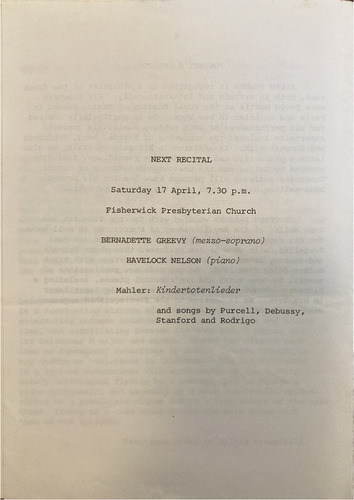 NEXT RECITAL
Saturday 17 April, 7.30 p.m.
Fisherwick Presbyterian Church
BERNADETTE GREEVY (mezzo-soprano)
HAVELOCK NELSON (piano)
Mahler: Kindertotenlieder
and songs by Purcell, Debussy,
Stanford and Rodrigo